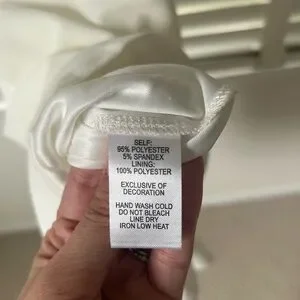 SELF:
95% POLYESTER
5% SPANDEX
LINING:
100% POLYESTER
EXCLUSIVE OF
DECORATION
HAND WASH COLD
DO NOT BLEACH
LINE DRY
IRON LOW HEAT